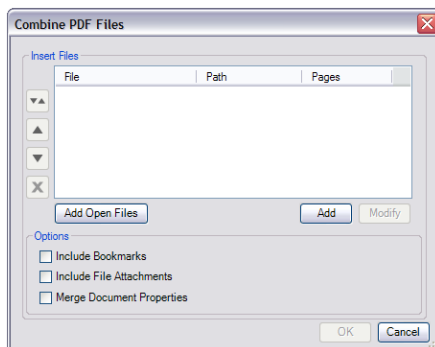 Combine PDF Files
Insert Files
File Path Pages
Add Open Files Add Modify
Options
Include Bookmarks
Include File Attachments
Merge Document Properties
OK Cancel